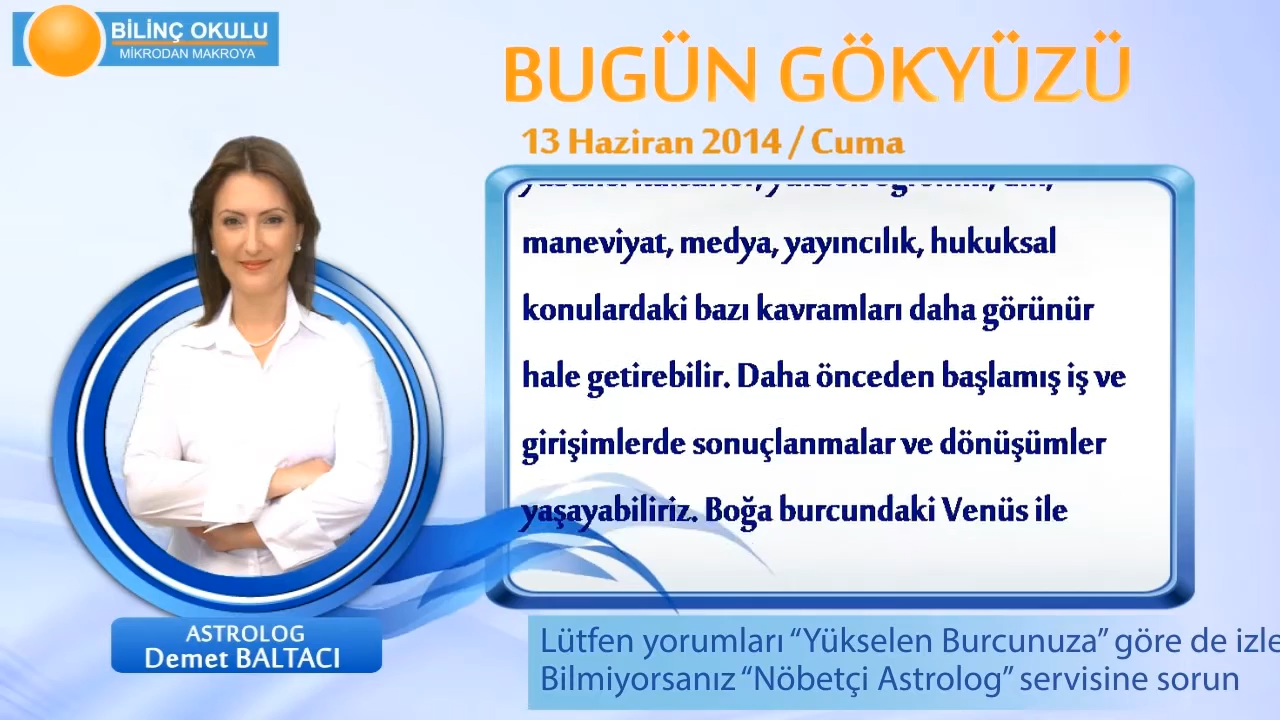 BİLİNÇ OKULU
MİKRODAN MAKROYA
BUGÜN GÖKYÜZÜ
13 Haziran 2014 / Cuma
maneviyat, medya, yayıncılık, hukuksal
konulardaki bazı kavramları daha görünür
hale getirebilir. Daha önceden başlamış iş ve
girişimlerde sonuçlanmalar ve dönüşümler
yaşayabiliriz. Boğa burcundaki Venüs ile
ASTROLOG
Demet BALTACI
Lütfen yorumları “Yükselen Burcunuza” göre de izle
Bilmiyorsanız “Nöbetçi Astrolog” servisine sorun